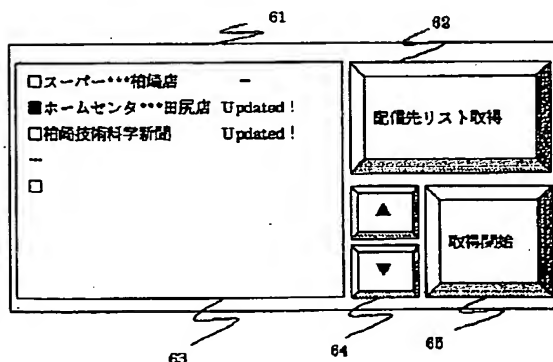 61
62
□スーパー***柏崎店 −
■ホームセンタ***田尻店 Updated!
□柏崎技術科学新聞 Updated!
−
□
配信先リスト取得
▲
取得開始
▼
63
64
65